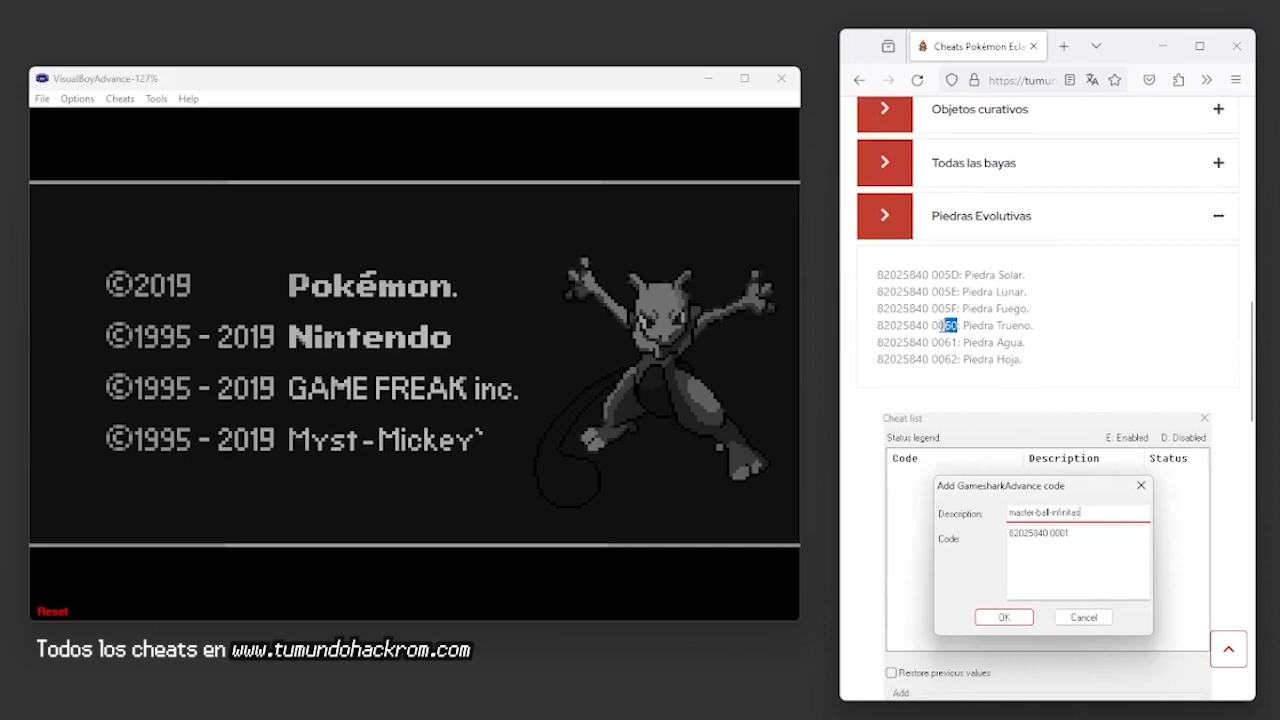 VisualBoyAdvance-127%
File Options Cheats Tools Help
©2019 Pokémon.
©1995 - 2019 Nintendo
©1995 - 2019 GAME FREAK inc.
©1995 - 2019 Myst-Mickey`
Reset
Todos los cheats en www.tumundohackrom.com
Cheats Pokémon Ecla
https://tumur
Objetos curativos
Todas las bayas
Piedras Evolutivas
82025840 005D: Piedra Solar.
82025840 005E: Piedra Lunar.
82025840 005F: Piedra Fuego.
82025840 0060: Piedra Trueno.
82025840 0061: Piedra Agua.
82025840 0062: Piedra Hoja.
Cheat list
Status legend E: Enabled D: Disabled
Code Description Status
Add GamesharkAdvance code
Description: master-ball-infinitas
Code: 82025840 0001
OK Cancel
Restore previous values
Add